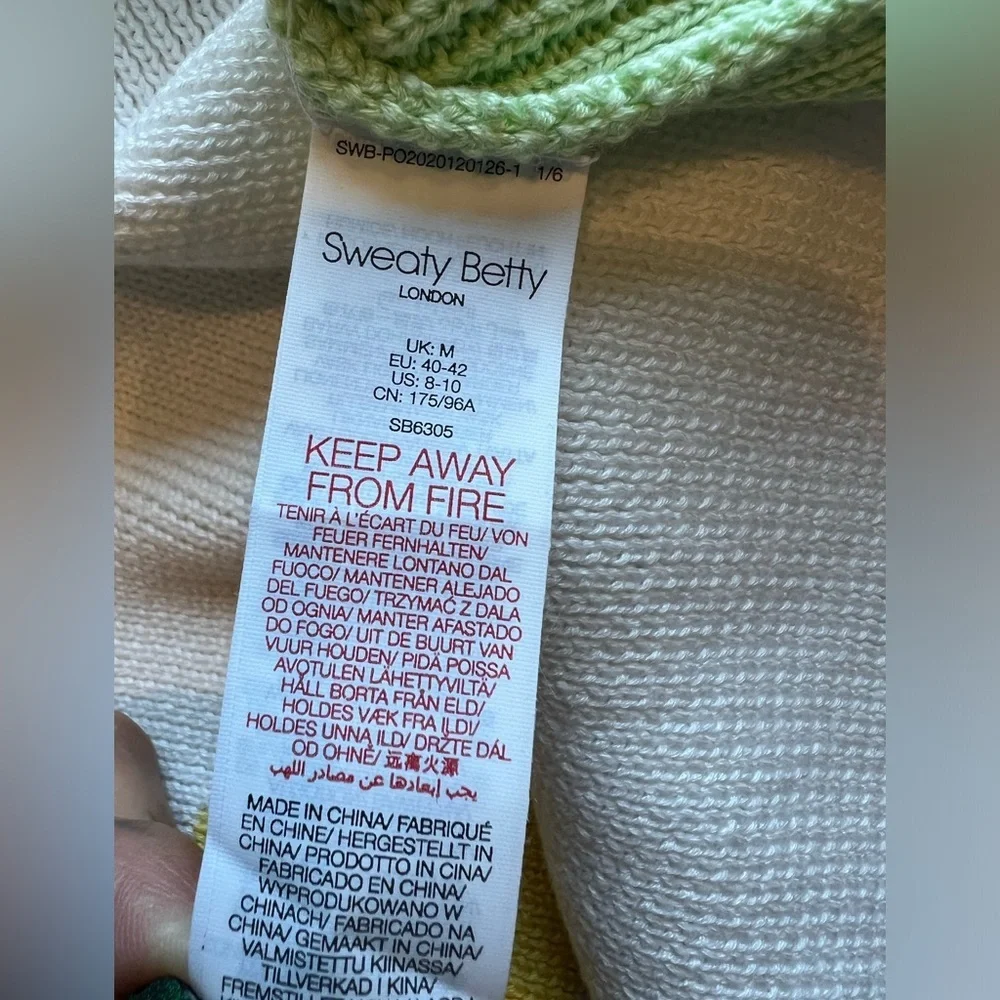 SWB-PO2020120126-1 1/6
Sweaty Betty
LONDON
UK: M
EU: 40-42
US: 8-10
CN: 175/96A
SB6305
KEEP AWAY
FROM FIRE
TENIR À L'ÉCART DU FEU/ VON
FEUER FERNHALTEN/
MANTENERE LONTANO DAL
FUOCO/ MANTENER ALEJADO
DEL FUEGO/ TRZYMAĆ Z DALA
OD OGNIA/ MANTER AFASTADO
DO FOGO/ UIT DE BUURT VAN
VUUR HOUDEN/ PIDÄ POISSA
AVOTULEN LÄHETTYVILTÄ/
HÅLL BORTA FRÅN ELD/
HOLDES VÆK FRA ILD/
HOLDES UNNA ILD/ DRŽTE DÁL
OD OHNĚ/ 远离火源
يجب إبعادها عن مصادر اللهب
MADE IN CHINA/ FABRIQUÉ
EN CHINE/ HERGESTELLT IN
CHINA/ PRODOTTO IN CINA/
FABRICADO EN CHINA/
WYPRODUKOWANO W
CHINACH/ FABRICADO NA
CHINA/ GEMAAKT IN CHINA/
VALMISTETTU KIINASSA/
TILLVERKAD I KINA/